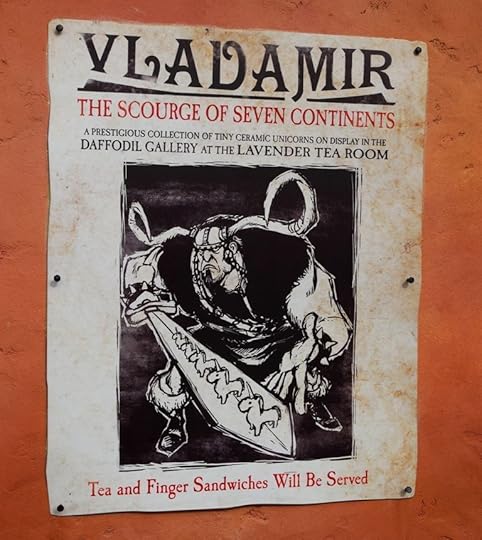 VLADAMIR
THE SCOURGE OF SEVEN CONTINENTS
A PRESTIGIOUS COLLECTION OF TINY CERAMIC UNICORNS ON DISPLAY IN THE
DAFFODIL GALLERY AT THE LAVENDER TEA ROOM
Tea and Finger Sandwiches Will Be Served